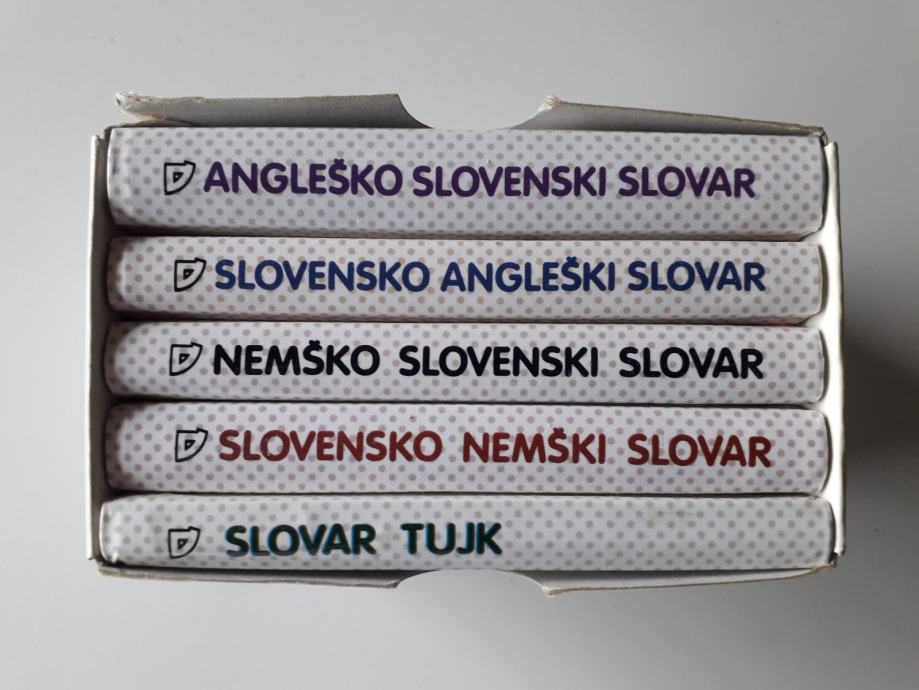 ANGLEŠKO SLOVENSKI SLOVAR
SLOVENSKO ANGLEŠKI SLOVAR
NEMŠKO SLOVENSKI SLOVAR
SLOVENSKO NEMŠKI SLOVAR
SLOVAR TUJK